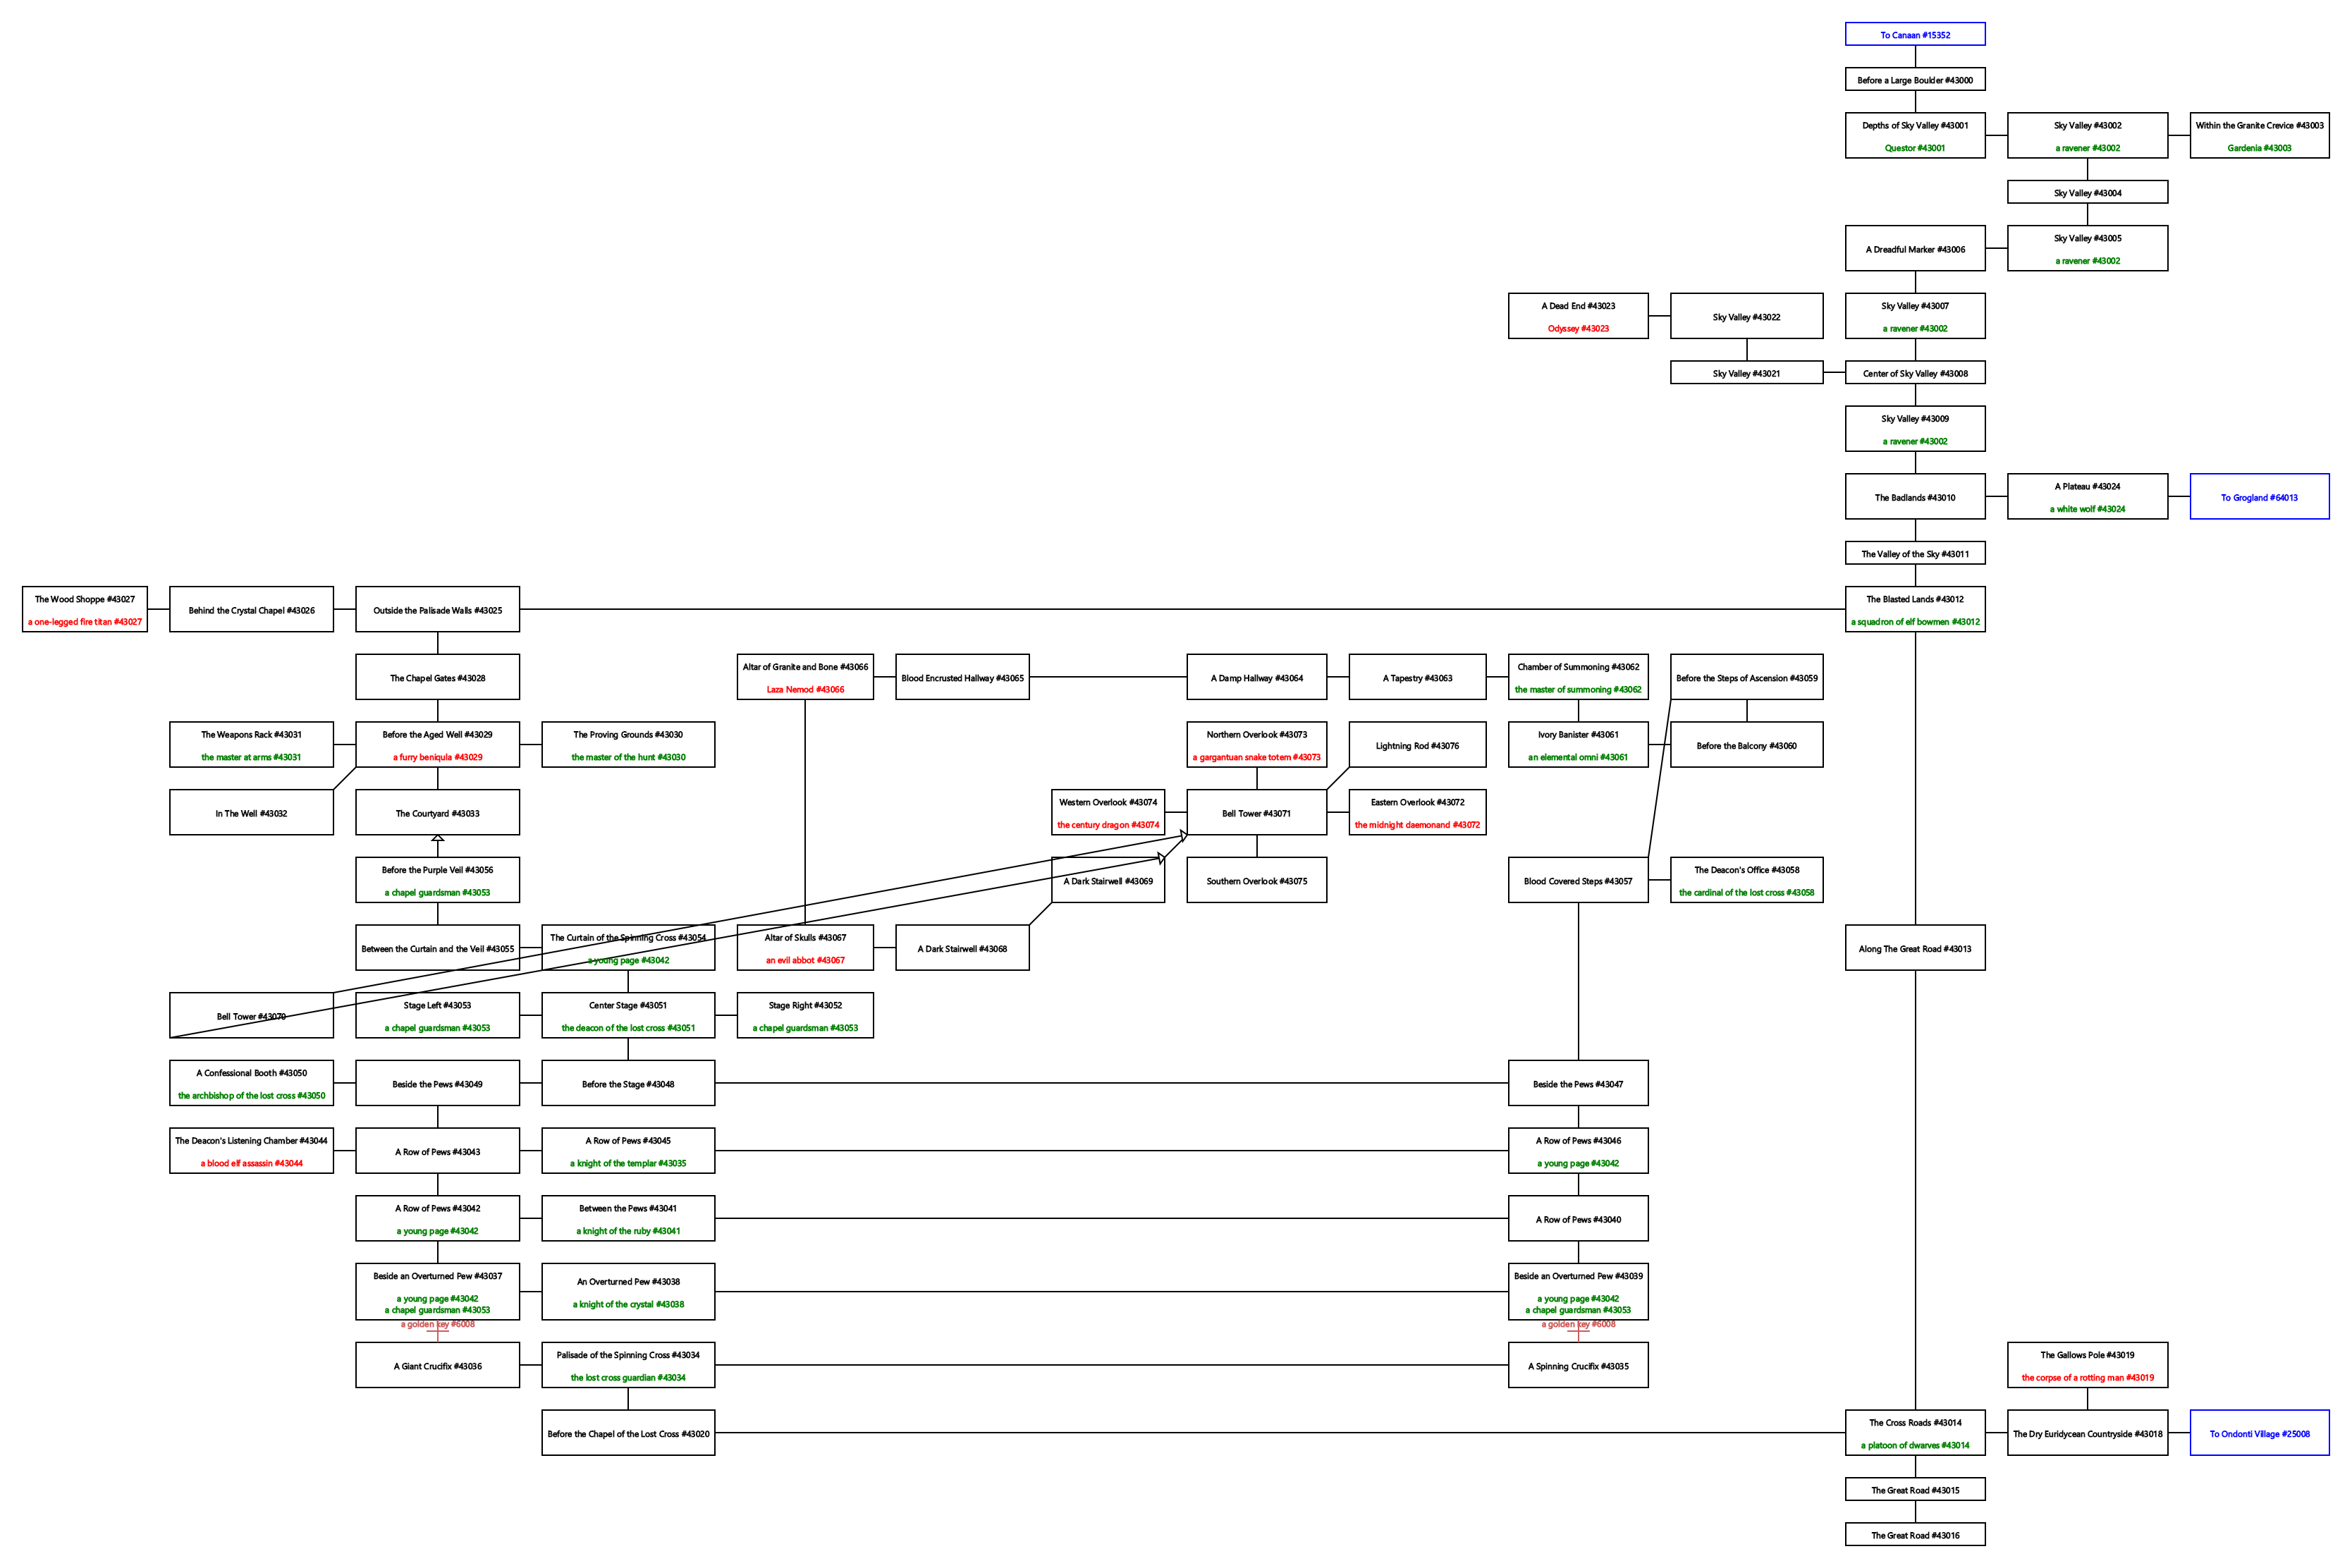 To Canaan #15352
Before a Large Boulder #43000
Depths of Sky Valley #43001
Questor #43001
Sky Valley #43002
a ravener #43002
Within the Granite Crevice #43003
Gardenia #43003
Sky Valley #43004
A Dreadful Marker #43006
Sky Valley #43005
a ravener #43002
A Dead End #43023
Odyssey #43023
Sky Valley #43022
Sky Valley #43007
a ravener #43002
Sky Valley #43021
Center of Sky Valley #43008
Sky Valley #43009
a ravener #43002
The Badlands #43010
A Plateau #43024
a white wolf #43024
To Grogland #64013
The Valley of the Sky #43011
The Wood Shoppe #43027
a one-legged fire titan #43027
Behind the Crystal Chapel #43026
Outside the Palisade Walls #43025
The Blasted Lands #43012
a squadron of elf bowmen #43012
The Chapel Gates #43028
Altar of Granite and Bone #43066
Laza Nemod #43066
Blood Encrusted Hallway #43065
A Damp Hallway #43064
A Tapestry #43063
Chamber of Summoning #43062
the master of summoning #43062
Before the Steps of Ascension #43059
The Weapons Rack #43031
the master at arms #43031
Before the Aged Well #43029
a furry beniqula #43029
The Proving Grounds #43030
the master of the hunt #43030
Northern Overlook #43073
a gargantuan snake totem #43073
Lightning Rod #43076
Ivory Banister #43061
an elemental omni #43061
Before the Balcony #43060
In The Well #43032
The Courtyard #43033
Western Overlook #43074
the century dragon #43074
Bell Tower #43071
Eastern Overlook #43072
the midnight daemonand #43072
Before the Purple Veil #43056
a chapel guardsman #43053
A Dark Stairwell #43069
Southern Overlook #43075
Blood Covered Steps #43057
The Deacon's Office #43058
the cardinal of the lost cross #43058
Between the Curtain and the Veil #43055
The Curtain of the Spinning Cross #43054
a young page #43042
Altar of Skulls #43067
an evil abbot #43067
A Dark Stairwell #43068
Along The Great Road #43013
Bell Tower #43070
Stage Left #43053
a chapel guardsman #43053
Center Stage #43051
the deacon of the lost cross #43051
Stage Right #43052
a chapel guardsman #43053
A Confessional Booth #43050
the archbishop of the lost cross #43050
Beside the Pews #43049
Before the Stage #43048
Beside the Pews #43047
The Deacon's Listening Chamber #43044
a blood elf assassin #43044
A Row of Pews #43043
A Row of Pews #43045
a knight of the templar #43035
A Row of Pews #43046
a young page #43042
A Row of Pews #43042
a young page #43042
Between the Pews #43041
a knight of the ruby #43041
A Row of Pews #43040
Beside an Overturned Pew #43037
a young page #43042
a chapel guardsman #43053
An Overturned Pew #43038
a knight of the crystal #43038
Beside an Overturned Pew #43039
a young page #43042
a chapel guardsman #43053
a golden key #6008
a golden key #6008
A Giant Crucifix #43036
Palisade of the Spinning Cross #43034
the lost cross guardian #43034
A Spinning Crucifix #43035
The Gallows Pole #43019
the corpse of a rotting man #43019
Before the Chapel of the Lost Cross #43020
The Cross Roads #43014
a platoon of dwarves #43014
The Dry Euridycean Countryside #43018
To Ondonti Village #25008
The Great Road #43015
The Great Road #43016